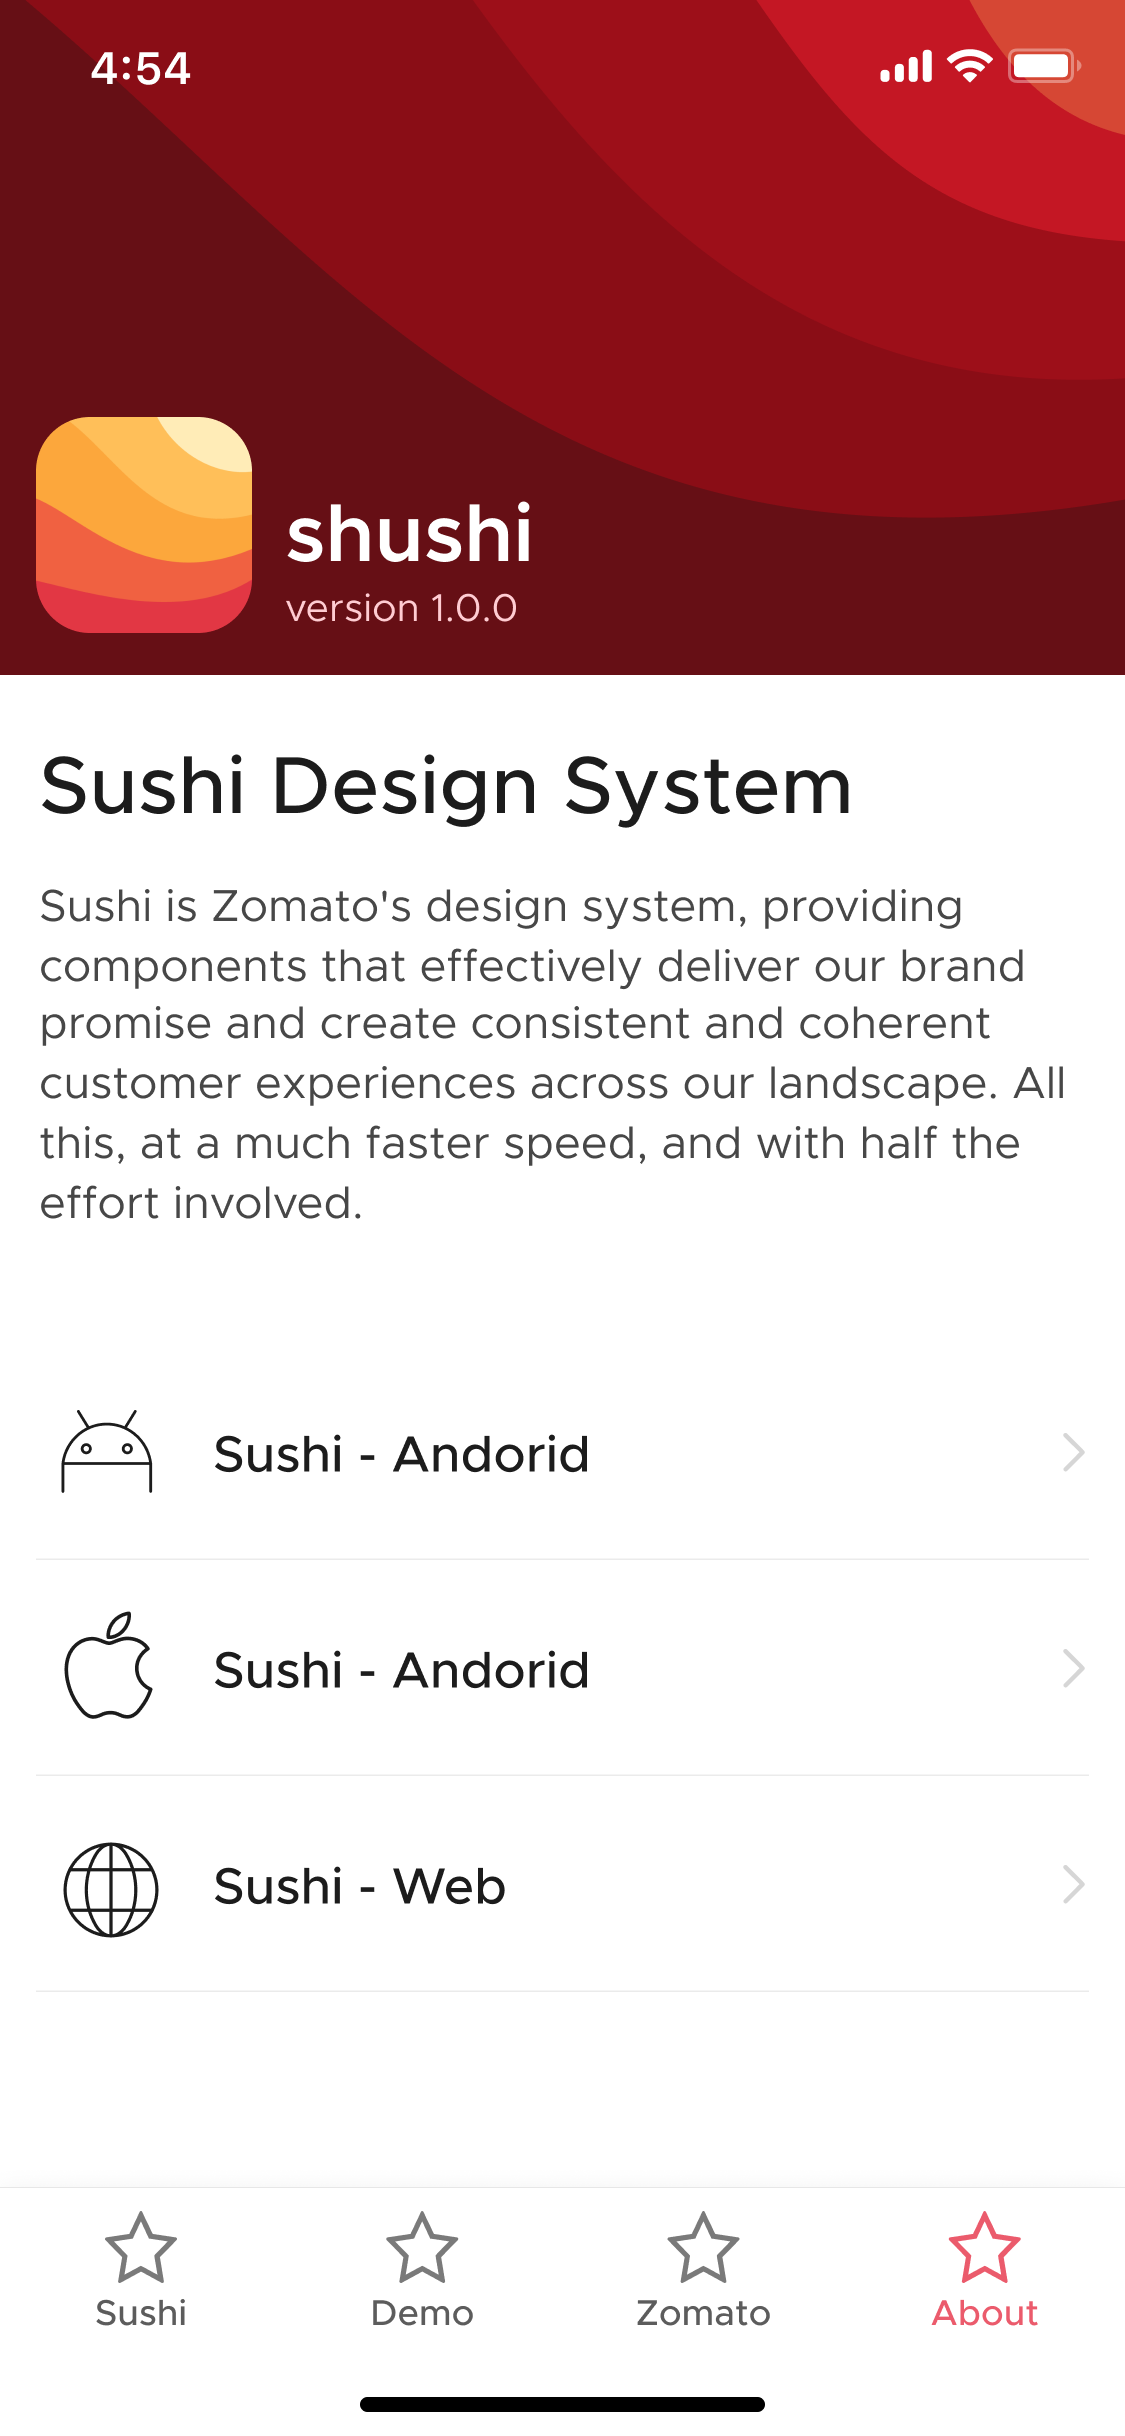 4:54
shushi
version 1.0.0
Sushi Design System
Sushi is Zomato's design system, providing
components that effectively deliver our brand
promise and create consistent and coherent
customer experiences across our landscape. All
this, at a much faster speed, and with half the
effort involved.
Sushi - Andorid
Sushi - Andorid
Sushi - Web
Sushi
Demo
Zomato
About